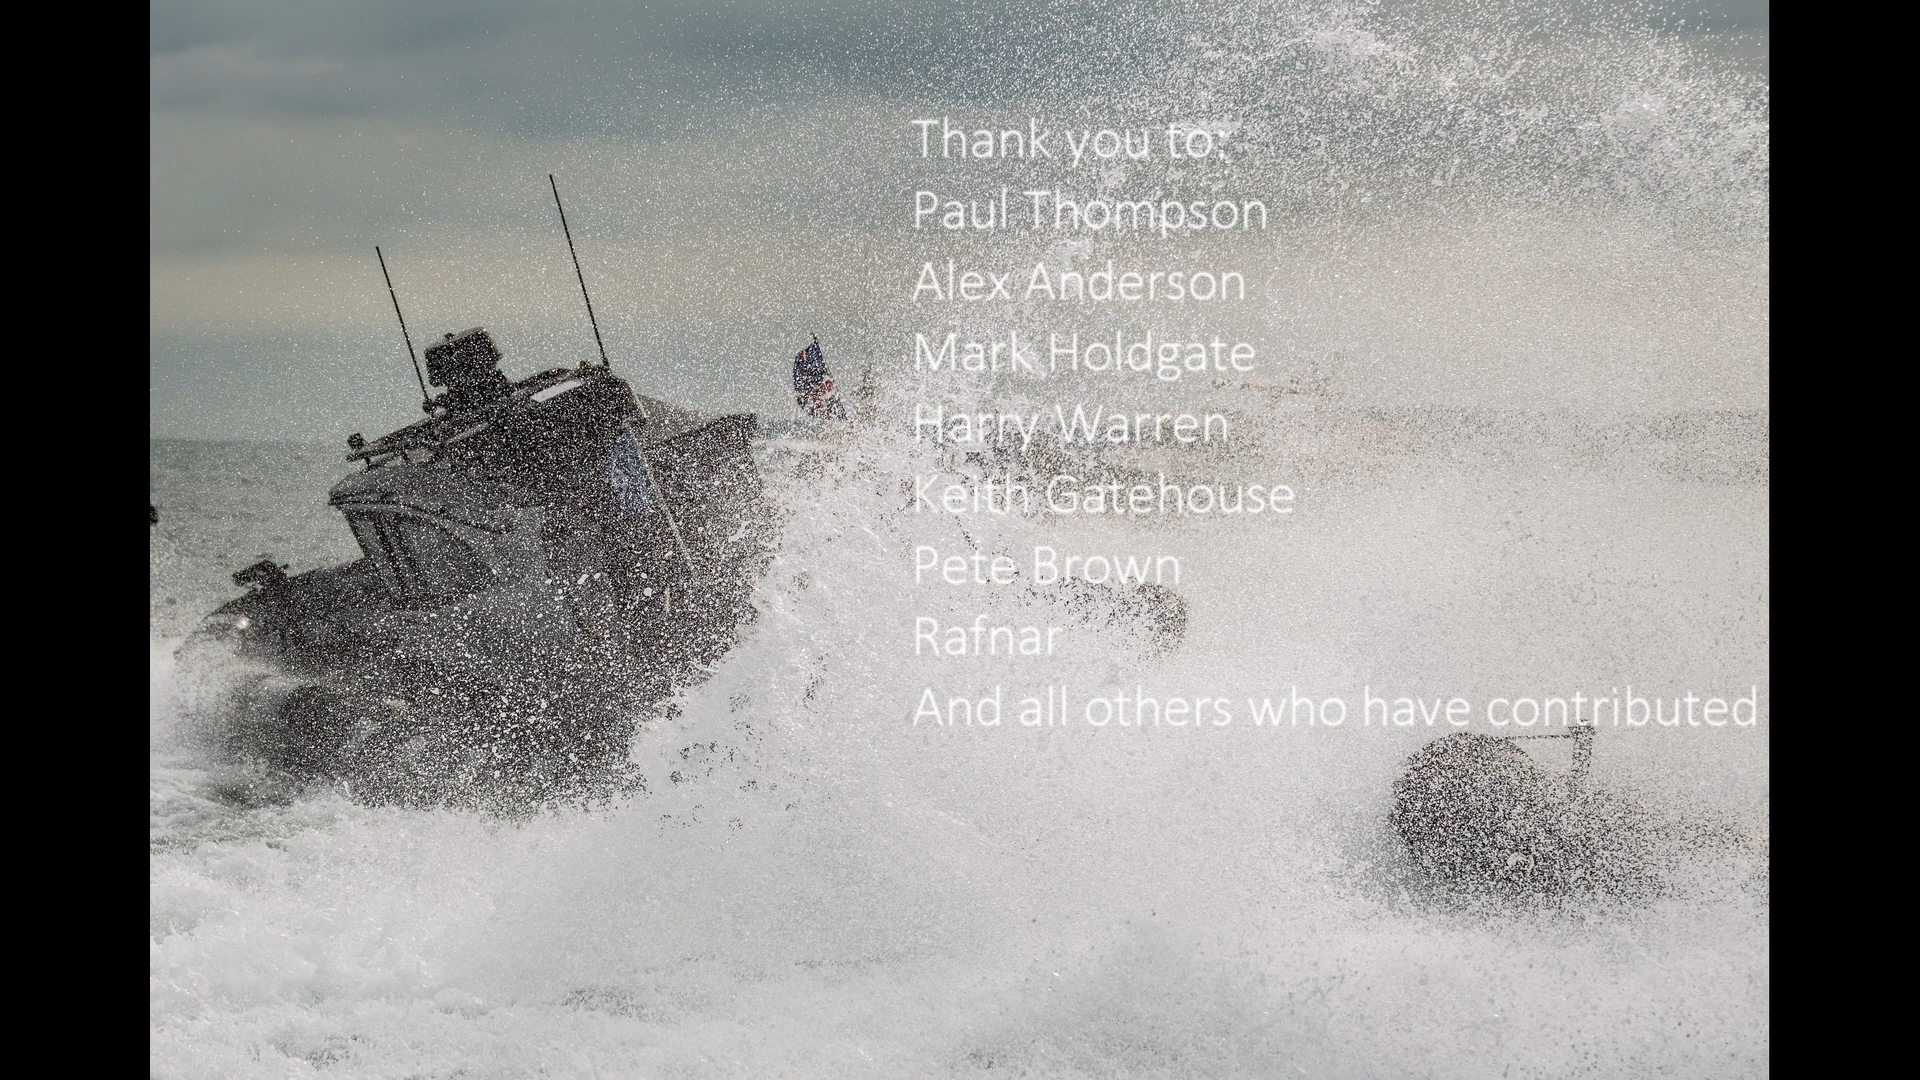 Thank you to:
Paul Thompson
Alex Anderson
Mark Holdgate
Harry Warren
Keith Gatehouse
Pete Brown
Rafnar
And all others who have contributed